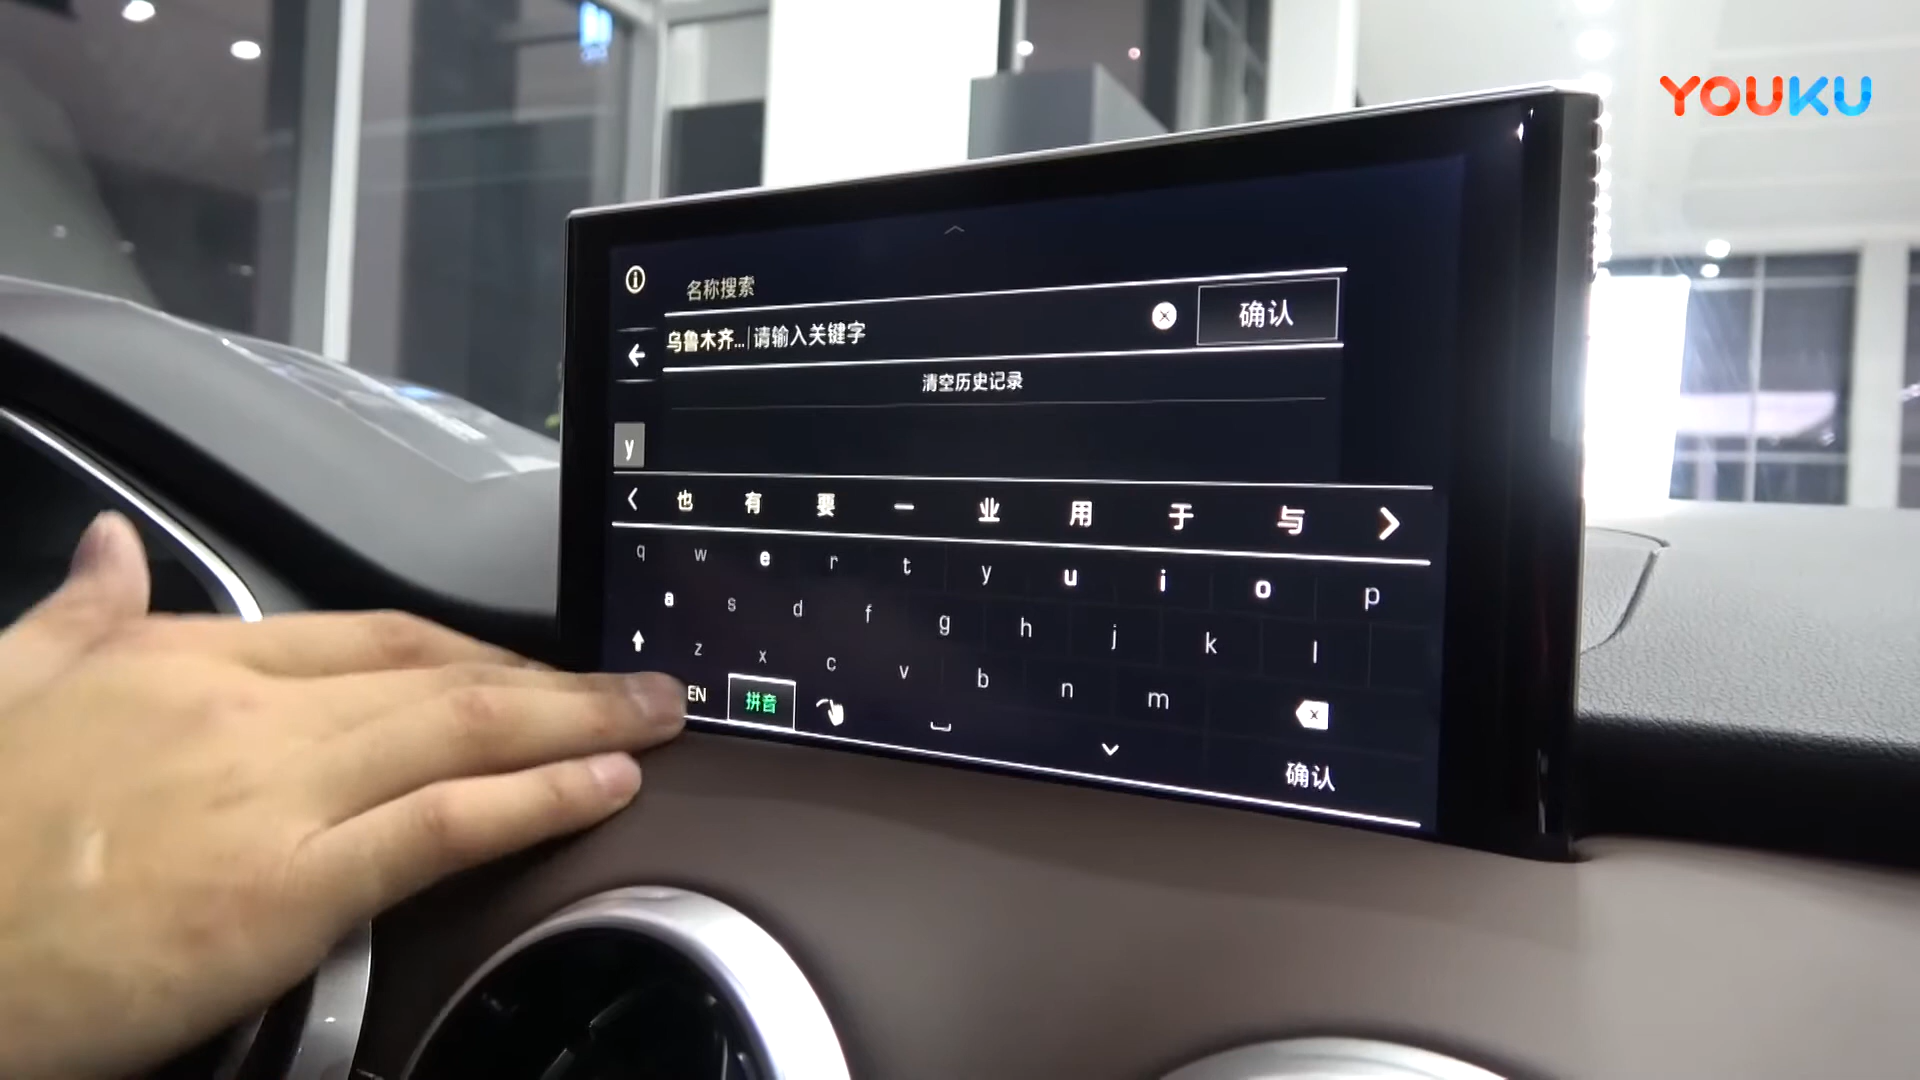 YOUKU
名称搜索
乌鲁木齐...|请输入关键字 确认
清空历史记录
y
也 有 要 一 业 用 于 与
q w e r t y u i o p
a s d f g h j k l
z x c v b n m
EN 拼音
确认